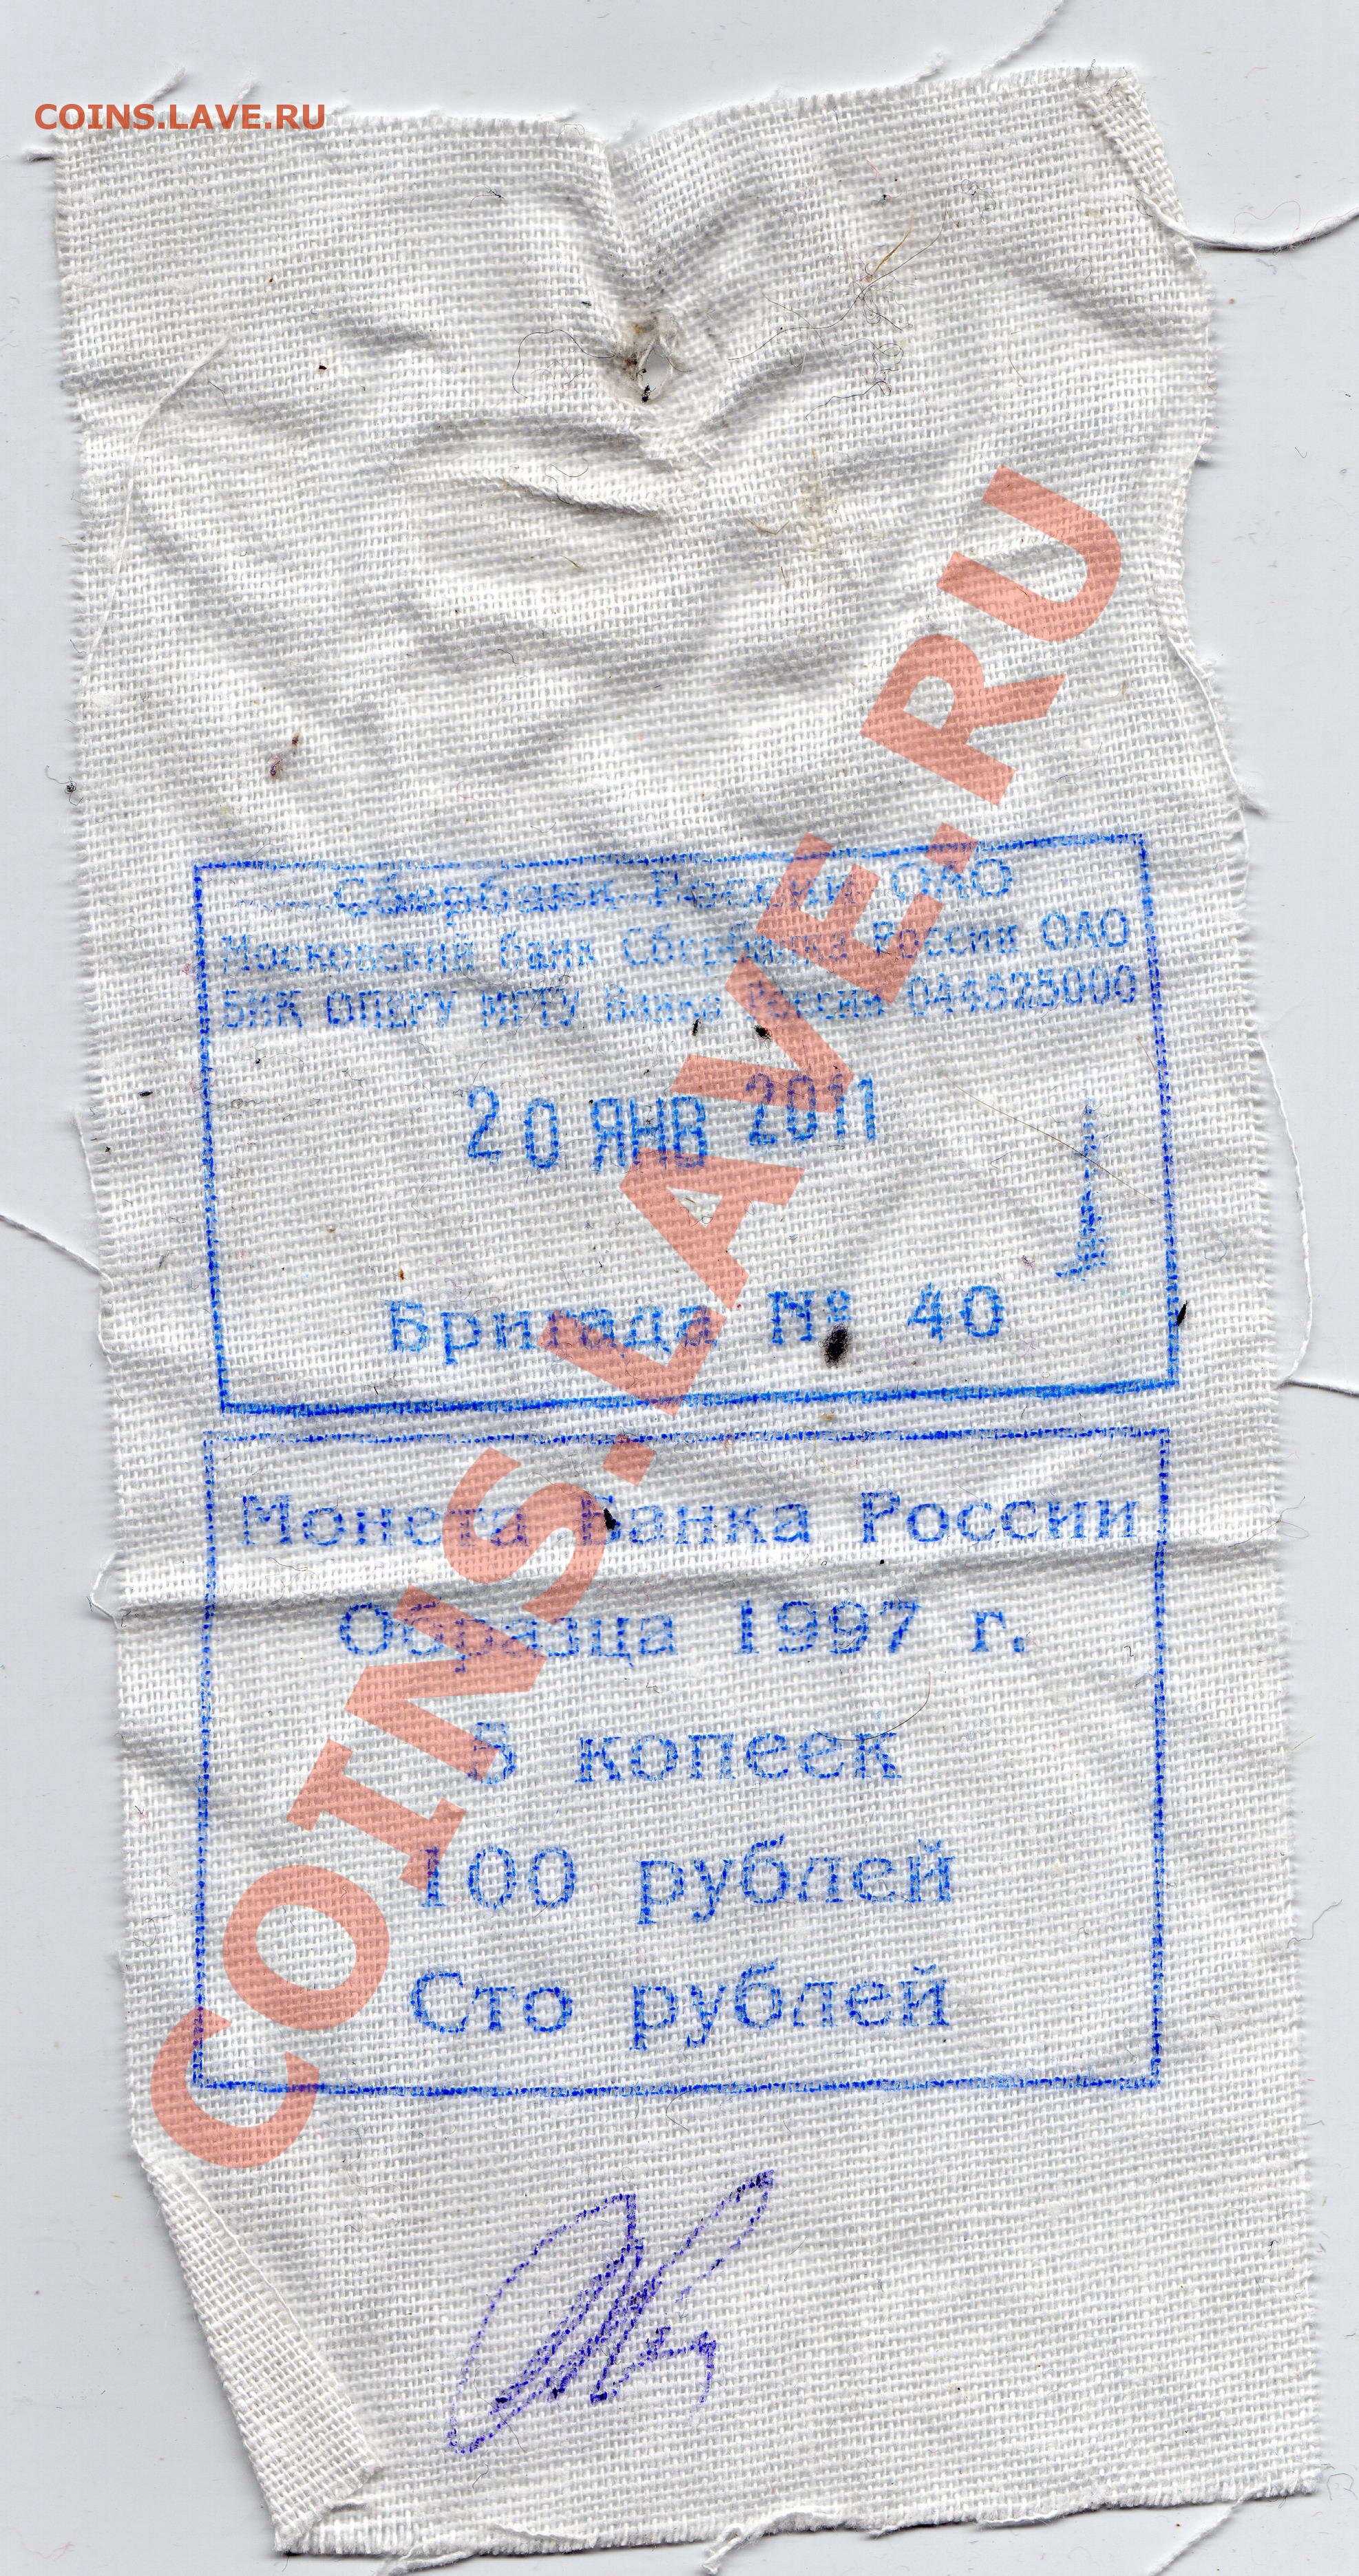 COINS.LAVE.RU
Сбербанк России ОАО
Московский банк Сбербанка России ОАО
БИК ОПЕРУ МГТУ Банка России 044525000
20 ЯНВ 2011
Бригада № 40
Монета Банка России
Образца 1997 г.
5 копеек
100 рублей
Сто рублей
COINS.LAVE.RU